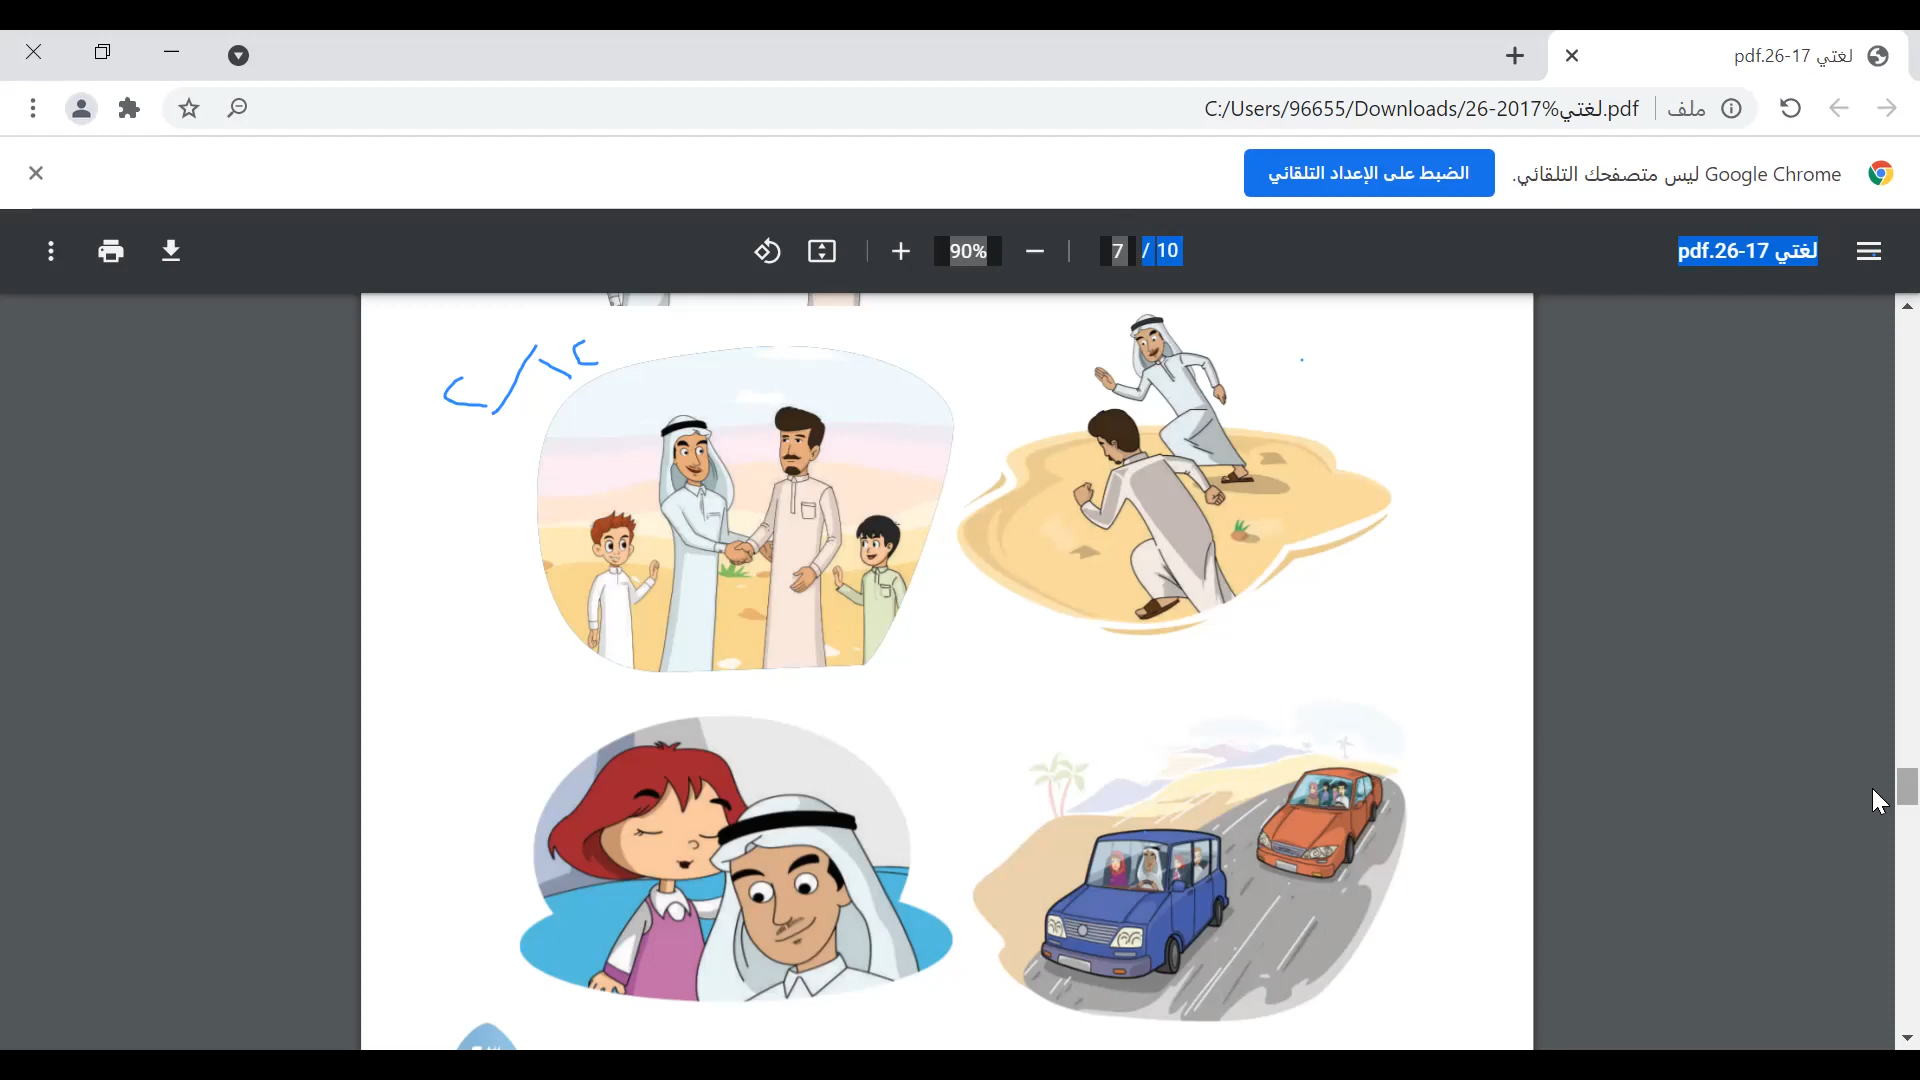 لغتي 17-26.pdf
ملف
C:/Users/96655/Downloads/26-2017%لغتي.pdf
Google Chrome ليس متصفحك التلقائي.
الضبط على الإعداد التلقائي
لغتي 17-26.pdf
7 / 10
90%